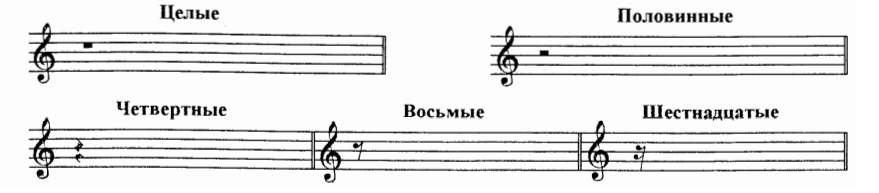 Целые
Половинные
Четвертные
Восьмые
Шестнадцатые